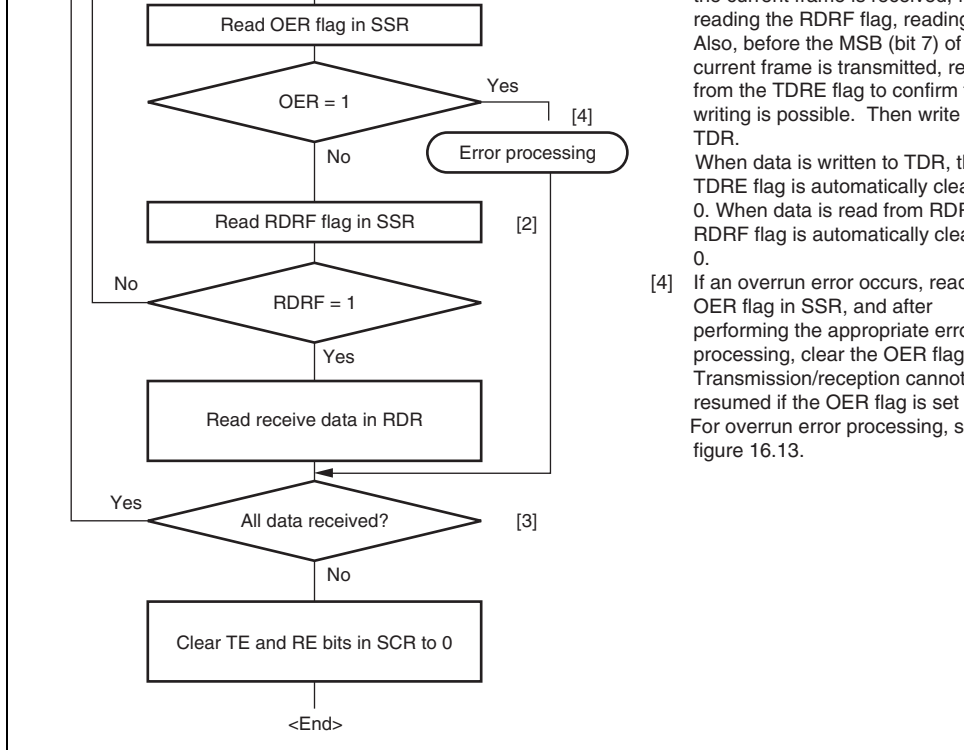 Read OER flag in SSR
OER = 1
Yes
[4]
No
Error processing
Read RDRF flag in SSR
[2]
No
RDRF = 1
Yes
Read receive data in RDR
Yes
All data received?
[3]
No
Clear TE and RE bits in SCR to 0
<End>
the current frame is received,
reading the RDRF flag, reading
Also, before the MSB (bit 7) of
current frame is transmitted,
from the TDRE flag to confirm
writing is possible. Then write
TDR.
When data is written to TDR,
TDRE flag is automatically
0. When data is read from
RDRF flag is automatically
0.
[4] If an overrun error occurs, read
OER flag in SSR, and after
performing the appropriate
processing, clear the OER flag
Transmission/reception cannot
resumed if the OER flag is set
For overrun error processing,
figure 16.13.